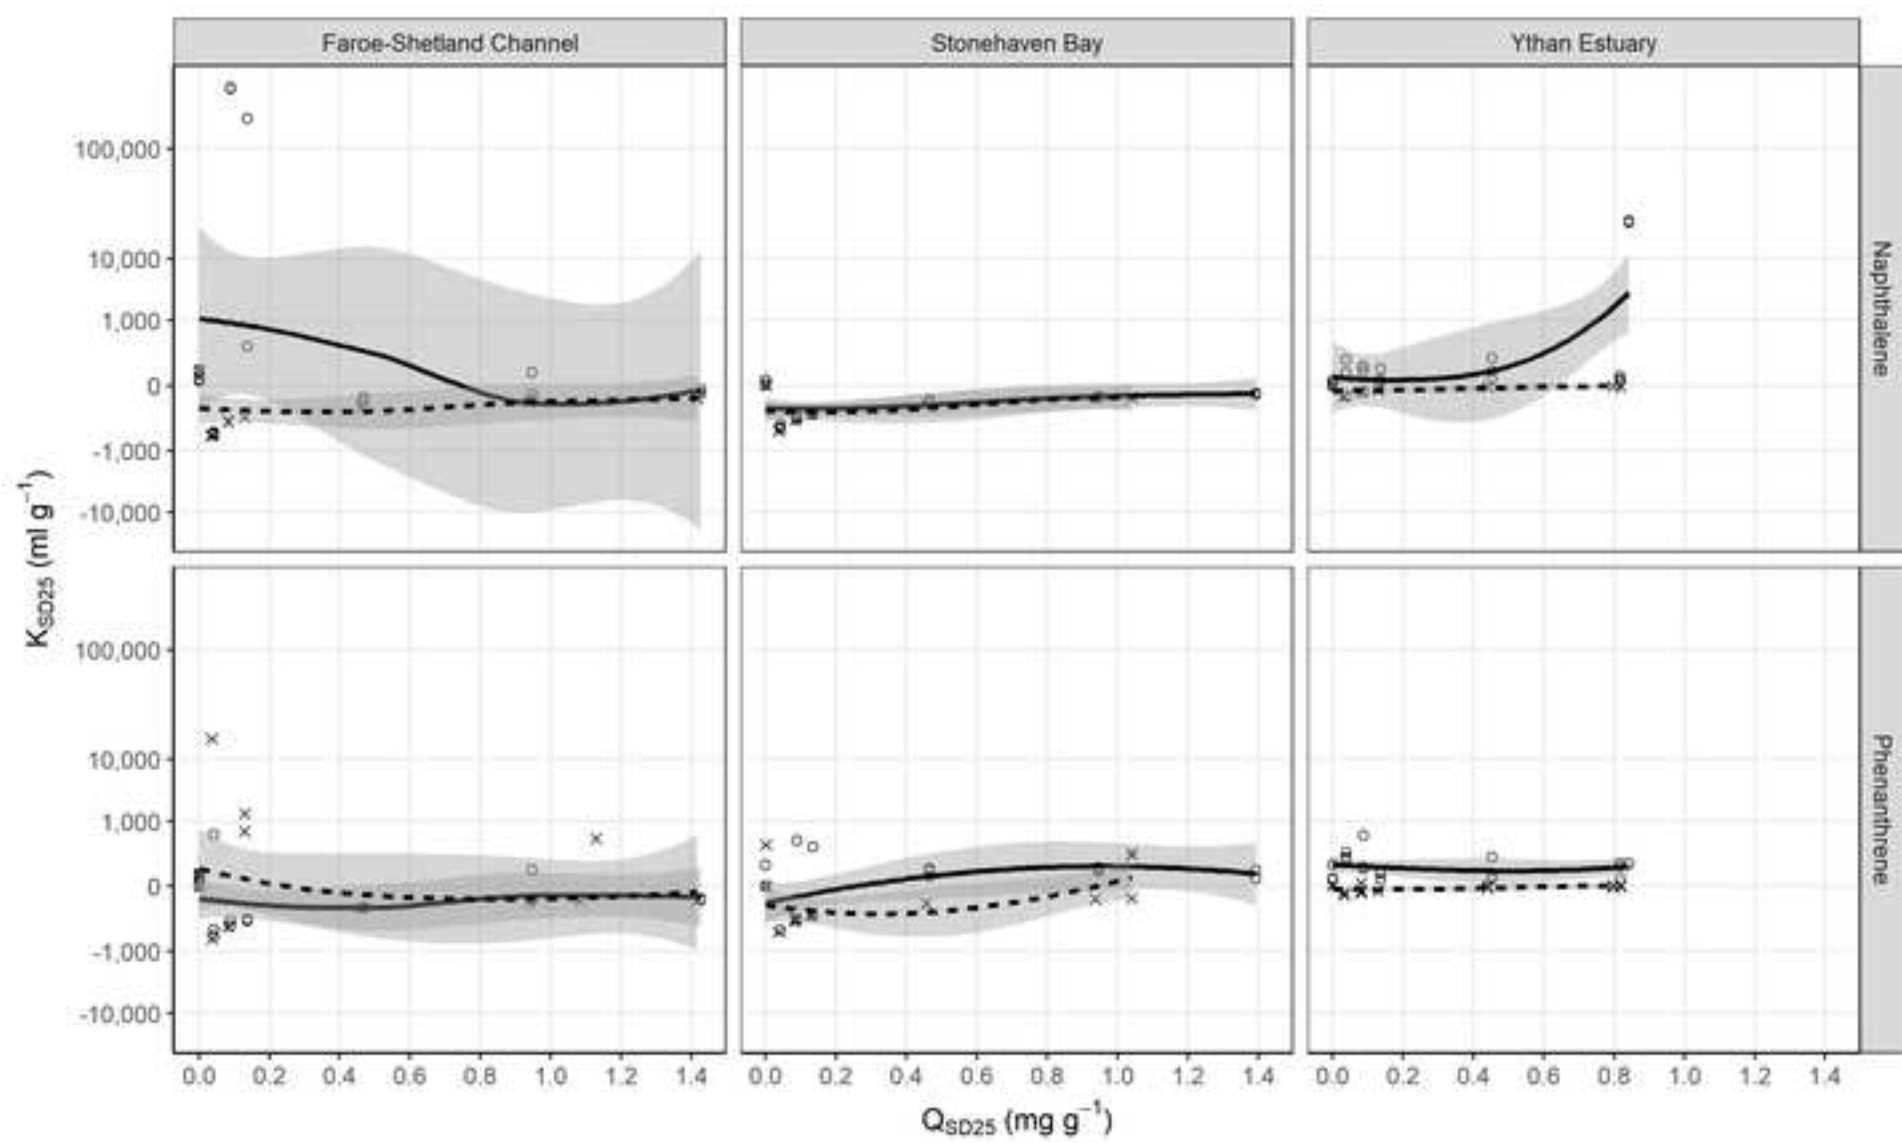 Faroe-Shetland Channel
Stonehaven Bay
Ythan Estuary
100,000
10,000
1,000
0
-1,000
-10,000
Naphthalene
100,000
10,000
1,000
0
-1,000
-10,000
Phenanthrene
K_SD25 (ml g⁻¹)
0.0 0.2 0.4 0.6 0.8 1.0 1.2 1.4
0.0 0.2 0.4 0.6 0.8 1.0 1.2 1.4
0.0 0.2 0.4 0.6 0.8 1.0 1.2 1.4
Q_SD25 (mg g⁻¹)